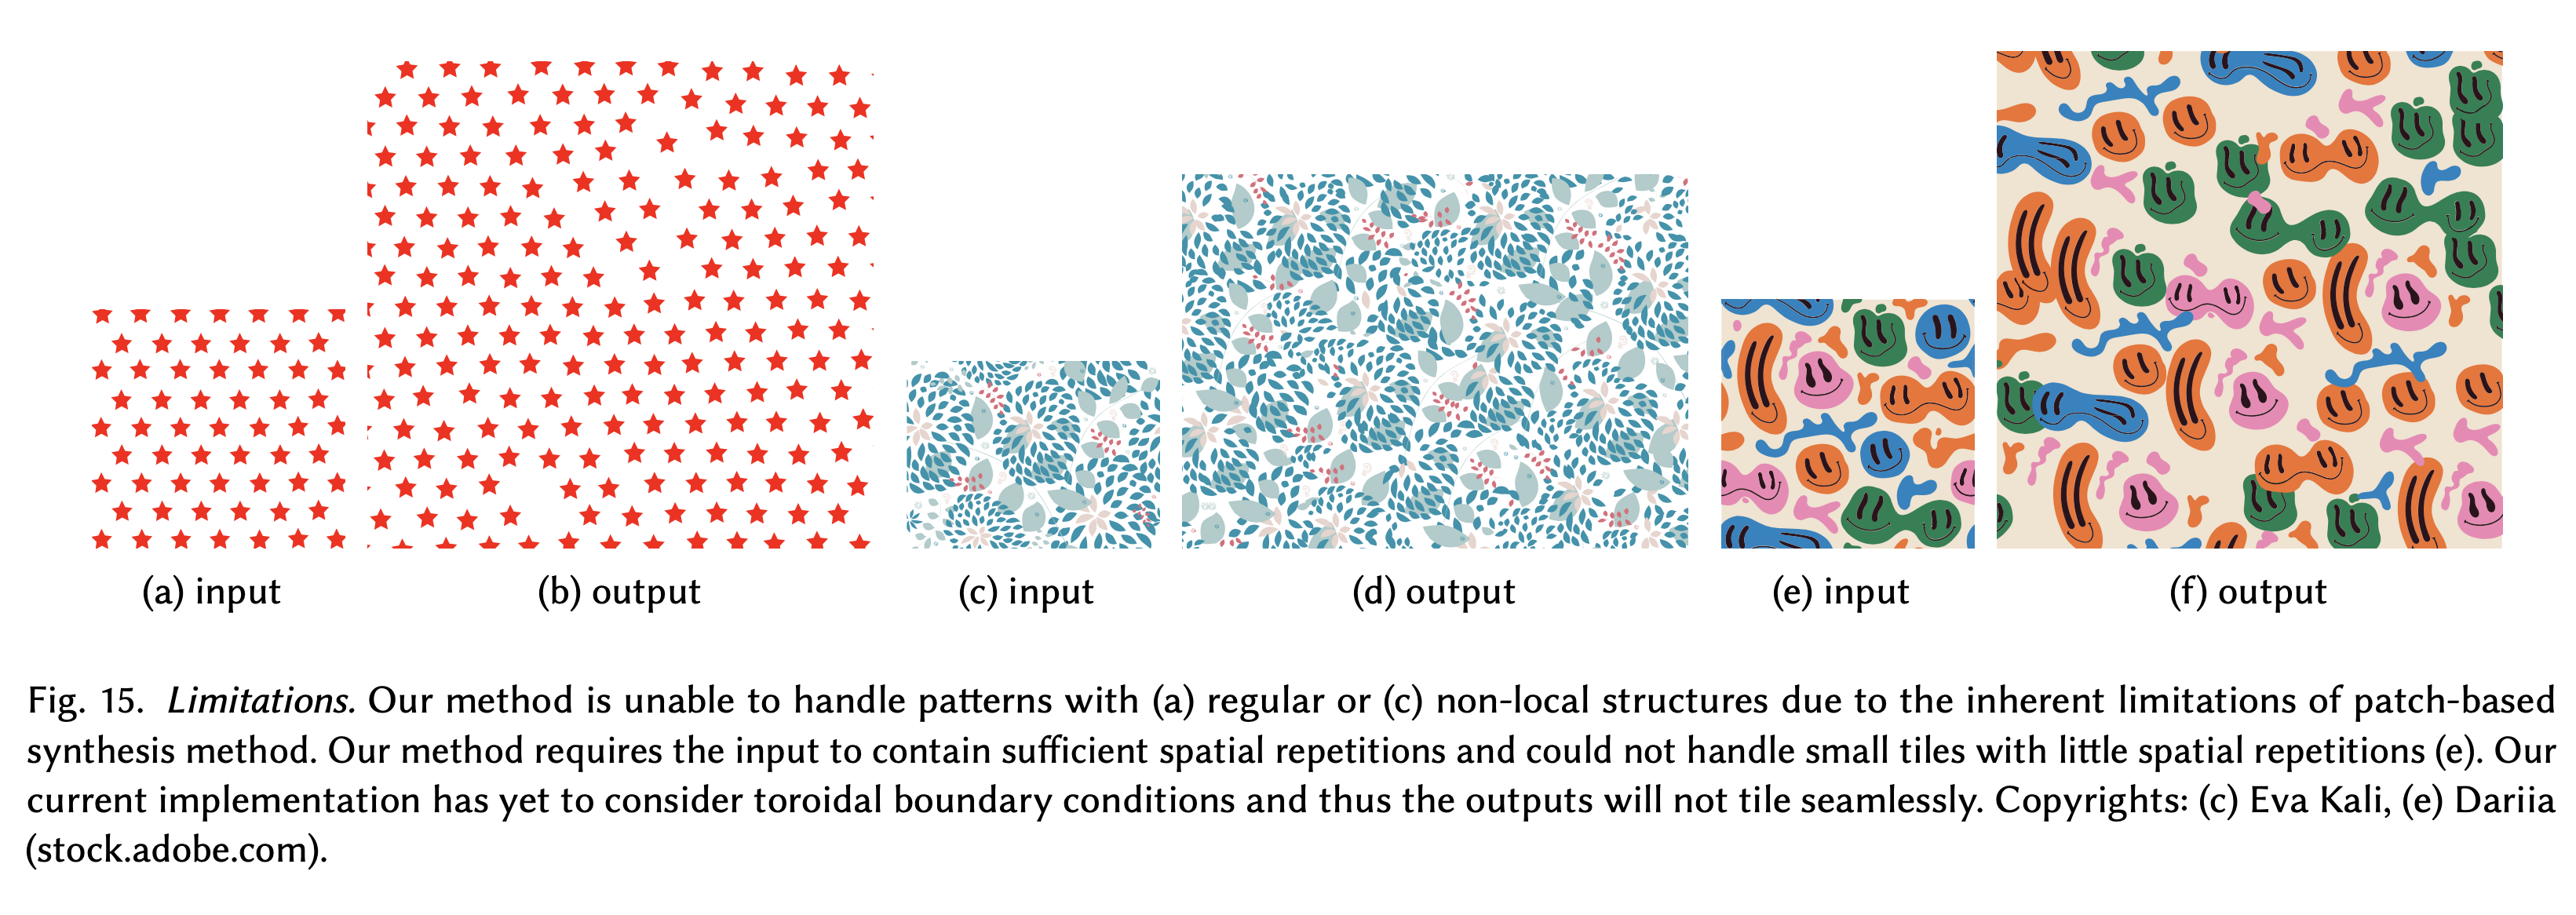 (a) input
(b) output
(c) input
(d) output
(e) input
(f) output
Fig. 15. Limitations. Our method is unable to handle patterns with (a) regular or (c) non-local structures due to the inherent limitations of patch-based
synthesis method. Our method requires the input to contain sufficient spatial repetitions and could not handle small tiles with little spatial repetitions (e). Our
current implementation has yet to consider toroidal boundary conditions and thus the outputs will not tile seamlessly. Copyrights: (c) Eva Kali, (e) Dariia
(stock.adobe.com).